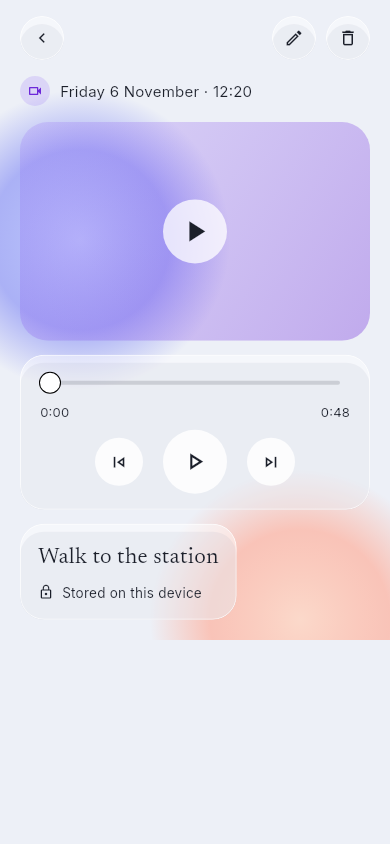 Friday 6 November · 12:20
0:00
0:48
Walk to the station
Stored on this device